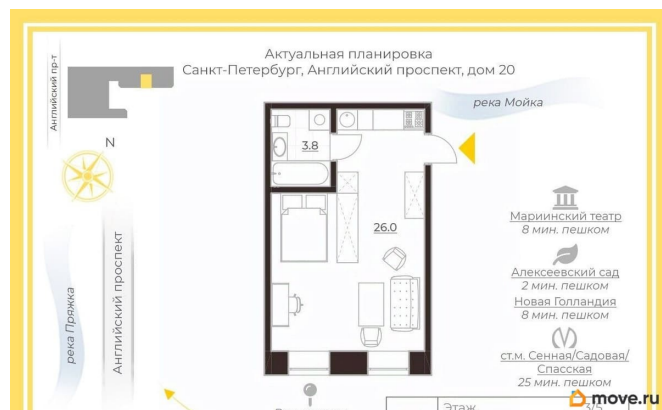 Актуальная планировка
Санкт-Петербург, Английский проспект, дом 20
Английский пр-т
река Мойка
N
3.8
26.0
Мариинский театр
8 мин. пешком
Алексеевский сад
2 мин. пешком
Новая Голландия
8 мин. пешком
ст.м. Сенная/Садовая/
Спасская
25 мин. пешком
Английский проспект
река Пряжка
Этаж
3/5
move.ru